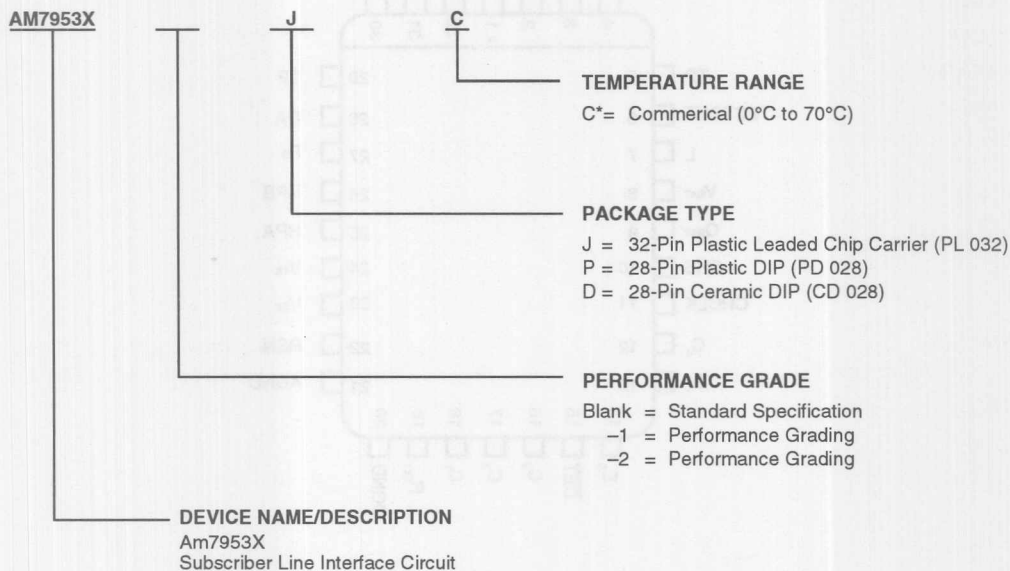 AM7953X J C
TEMPERATURE RANGE
C*= Commerical (0°C to 70°C)
PACKAGE TYPE
J = 32-Pin Plastic Leaded Chip Carrier (PL 032)
P = 28-Pin Plastic DIP (PD 028)
D = 28-Pin Ceramic DIP (CD 028)
PERFORMANCE GRADE
Blank = Standard Specification
–1 = Performance Grading
–2 = Performance Grading
DEVICE NAME/DESCRIPTION
Am7953X
Subscriber Line Interface Circuit